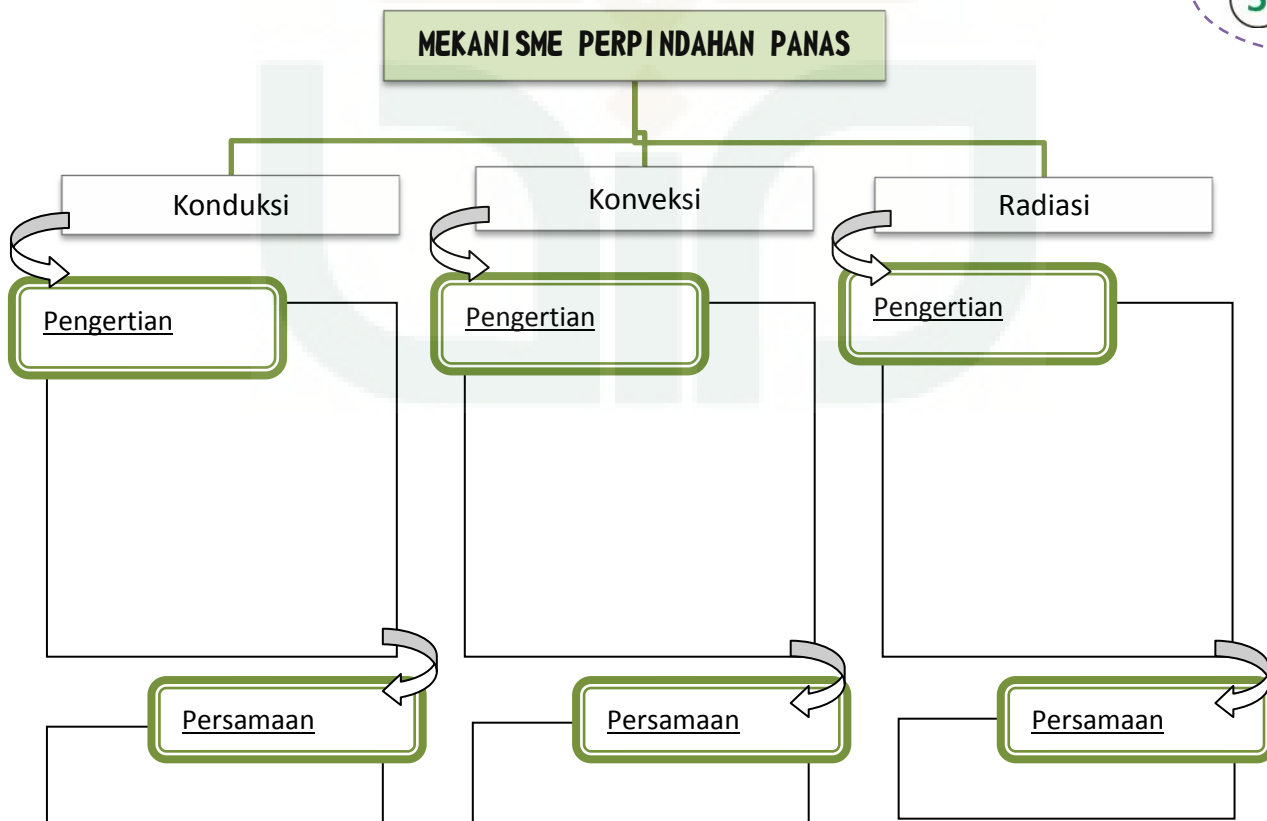 MEKANISME PERPINDAHAN PANAS
Konduksi
Konveksi
Radiasi
Pengertian
Pengertian
Pengertian
Persamaan
Persamaan
Persamaan